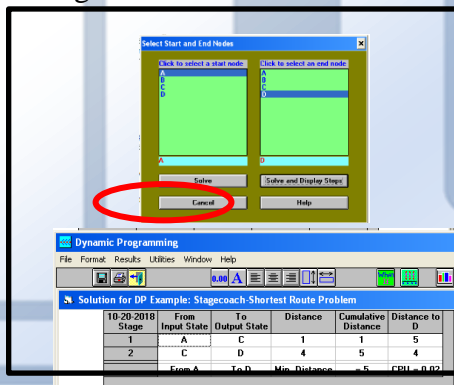 Select Start and End Nodes
Click to select a start node Click to select an end node
A A
B B
C C
D D
A D
Solve Solve and Display Steps
Cancel Help
Dynamic Programming
File Format Results Utilities Window Help
0.00 A
Solution for DP Example: Stagecoach-Shortest Route Problem
10-20-2018 From To Distance Cumulative Distance to
Stage Input State Output State Distance D
1 A C 1 1 5
2 C D 4 5 4
From A To D Min. Distance = 5 CPU = 0.02